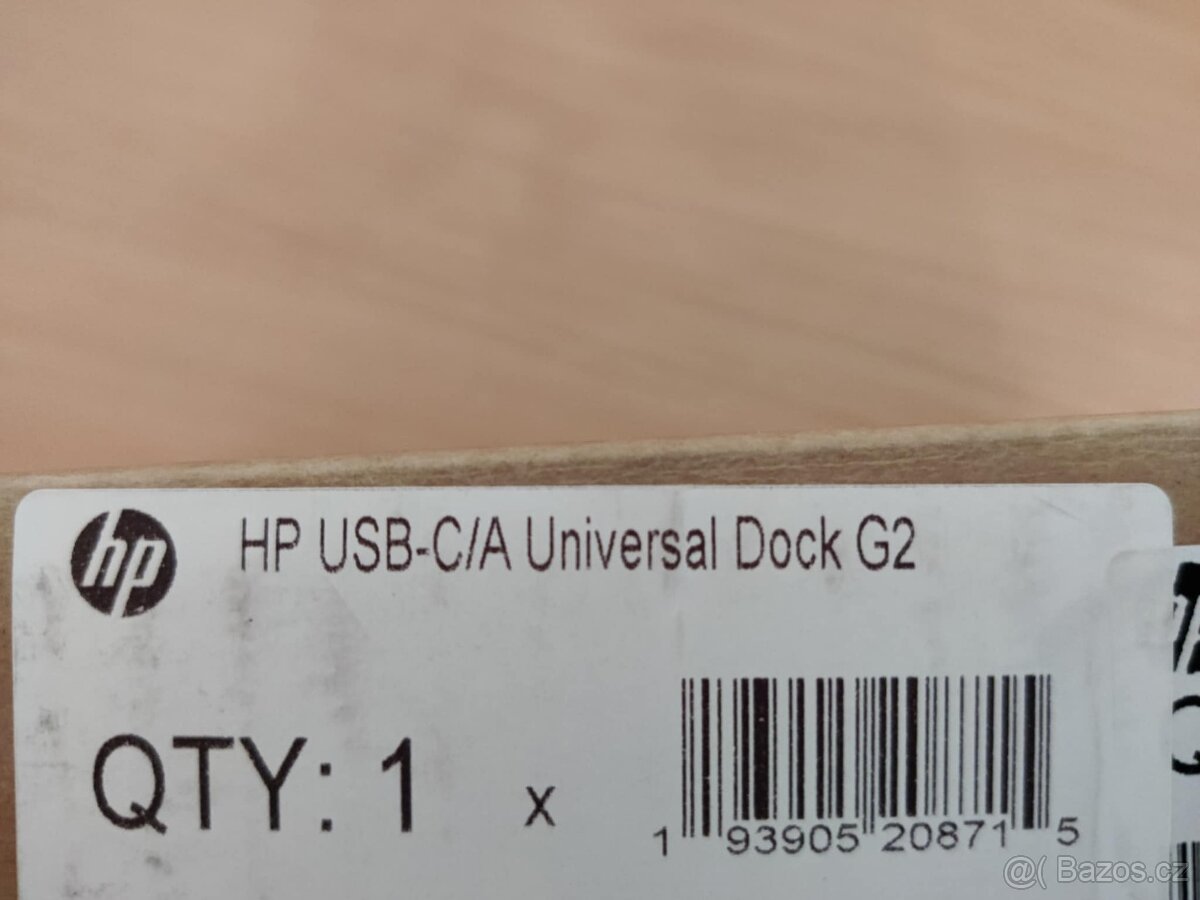 hp HP USB-C/A Universal Dock G2
QTY: 1 x
1 93905 20871 5
@( Bazos.cz